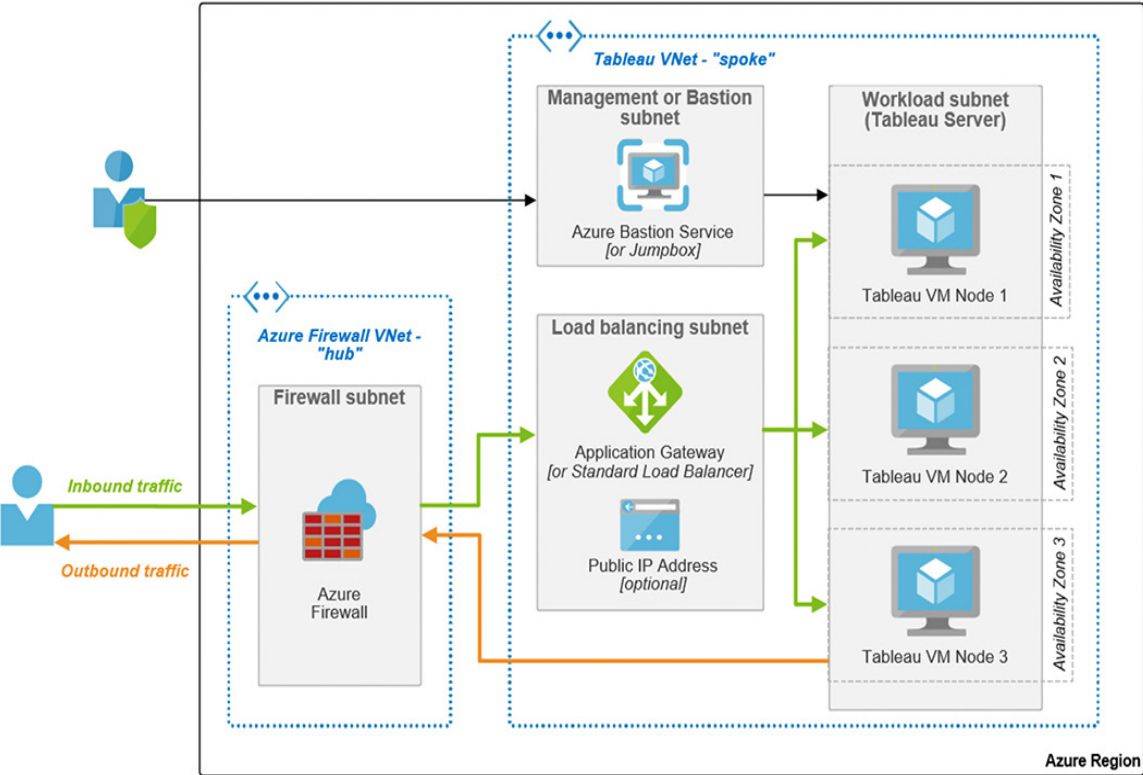 Tableau VNet - "spoke"
Management or Bastion
subnet
Azure Bastion Service
[or Jumpbox]
Workload subnet
(Tableau Server)
Tableau VM Node 1
Availability Zone 1
Azure Firewall VNet -
"hub"
Firewall subnet
Azure
Firewall
Inbound traffic
Outbound traffic
Load balancing subnet
Application Gateway
[or Standard Load Balancer]
Public IP Address
[optional]
Tableau VM Node 2
Availability Zone 2
Tableau VM Node 3
Availability Zone 3
Azure Region